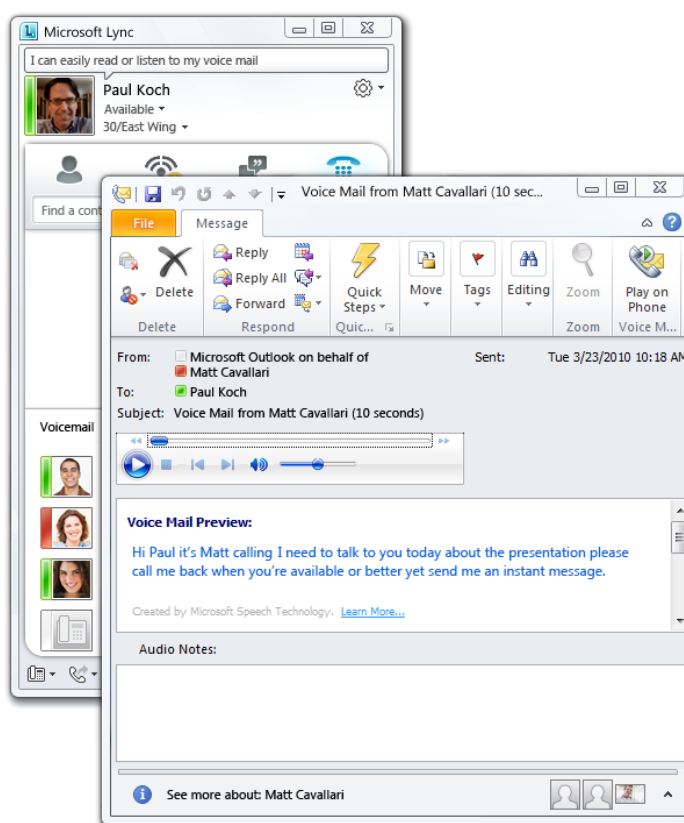 Microsoft Lync
I can easily read or listen to my voice mail
Paul Koch
Available
30/East Wing
Find a cont
Voicemail
Voice Mail from Matt Cavallari (10 sec...
File Message
Delete
Reply
Reply All
Forward
Quick Steps
Move
Tags
Editing
Zoom
Play on Phone
Delete Respond Quic... Zoom Voice M...
From: Microsoft Outlook on behalf of Sent: Tue 3/23/2010 10:18 AM
Matt Cavallari
To: Paul Koch
Subject: Voice Mail from Matt Cavallari (10 seconds)
Voice Mail Preview:
Hi Paul it's Matt calling I need to talk to you today about the presentation please
call me back when you're available or better yet send me an instant message.
Created by Microsoft Speech Technology. Learn More...
Audio Notes:
See more about: Matt Cavallari